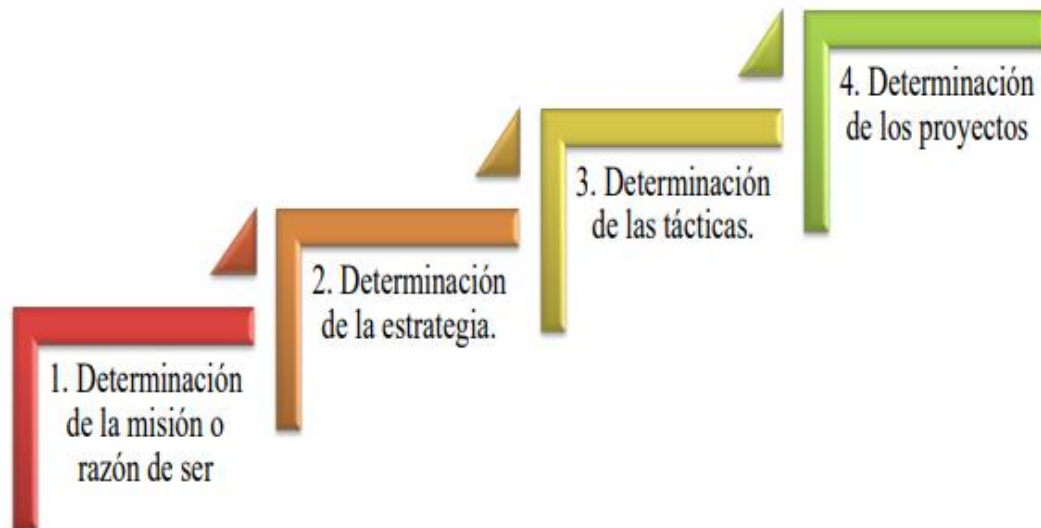 1. Determinación
de la misión o
razón de ser
2. Determinación
de la estrategia.
3. Determinación
de las tácticas.
4. Determinación
de los proyectos